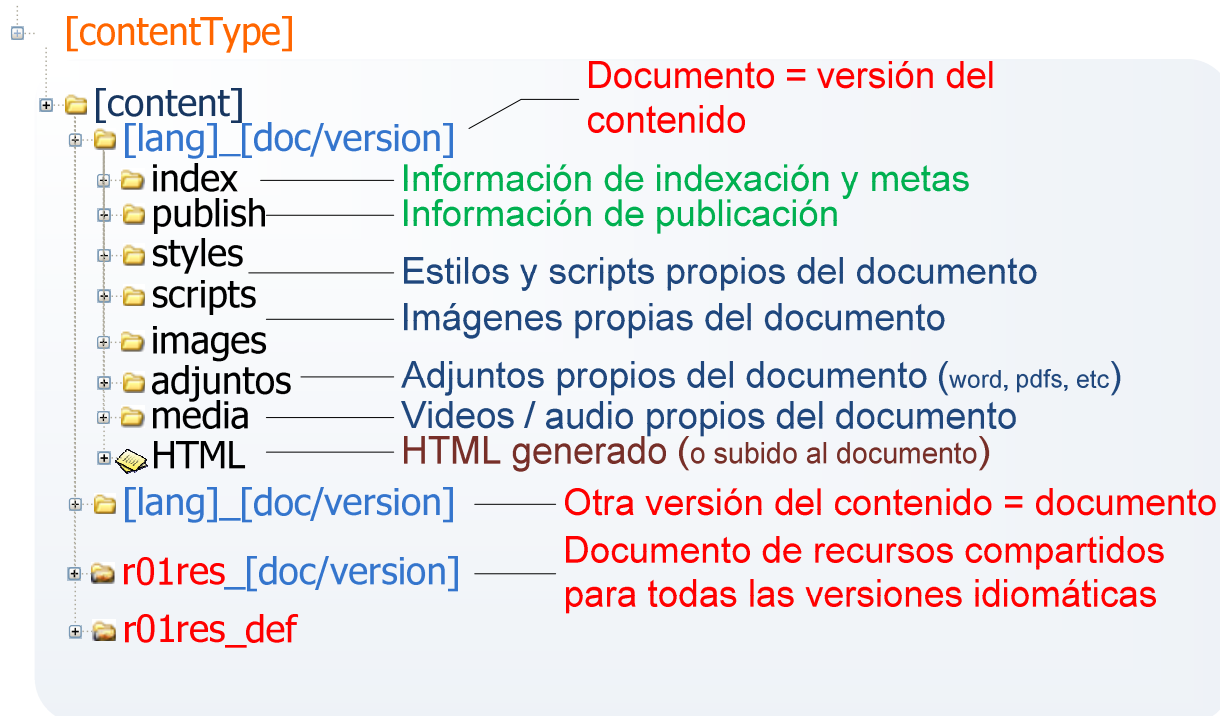 [contentType]
Documento = versión del
contenido
[content]
[lang]_[doc/version]
index Información de indexación y metas
publish Información de publicación
styles
Estilos y scripts propios del documento
scripts
Imágenes propias del documento
images
adjuntos Adjuntos propios del documento (word, pdfs, etc)
media Videos / audio propios del documento
HTML HTML generado (o subido al documento)
[lang]_[doc/version] Otra versión del contenido = documento
r01res_[doc/version] Documento de recursos compartidos
para todas las versiones idiomáticas
r01res_def